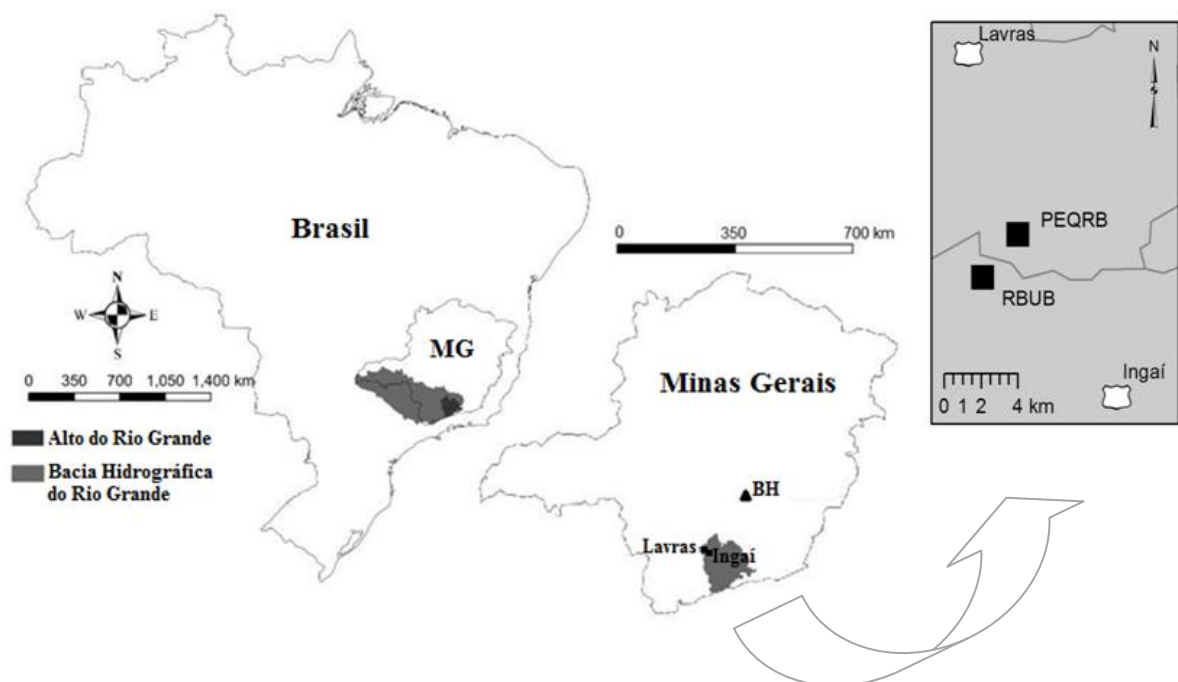 Brasil
N
W E
S
0 350 700 1,050 1,400 km
Alto do Rio Grande
Bacia Hidrográfica
do Rio Grande
MG
0 350 700 km
Minas Gerais
BH
Lavras
Ingaí
Lavras
N
PEQRB
RBUB
Ingaí
0 1 2 4 km